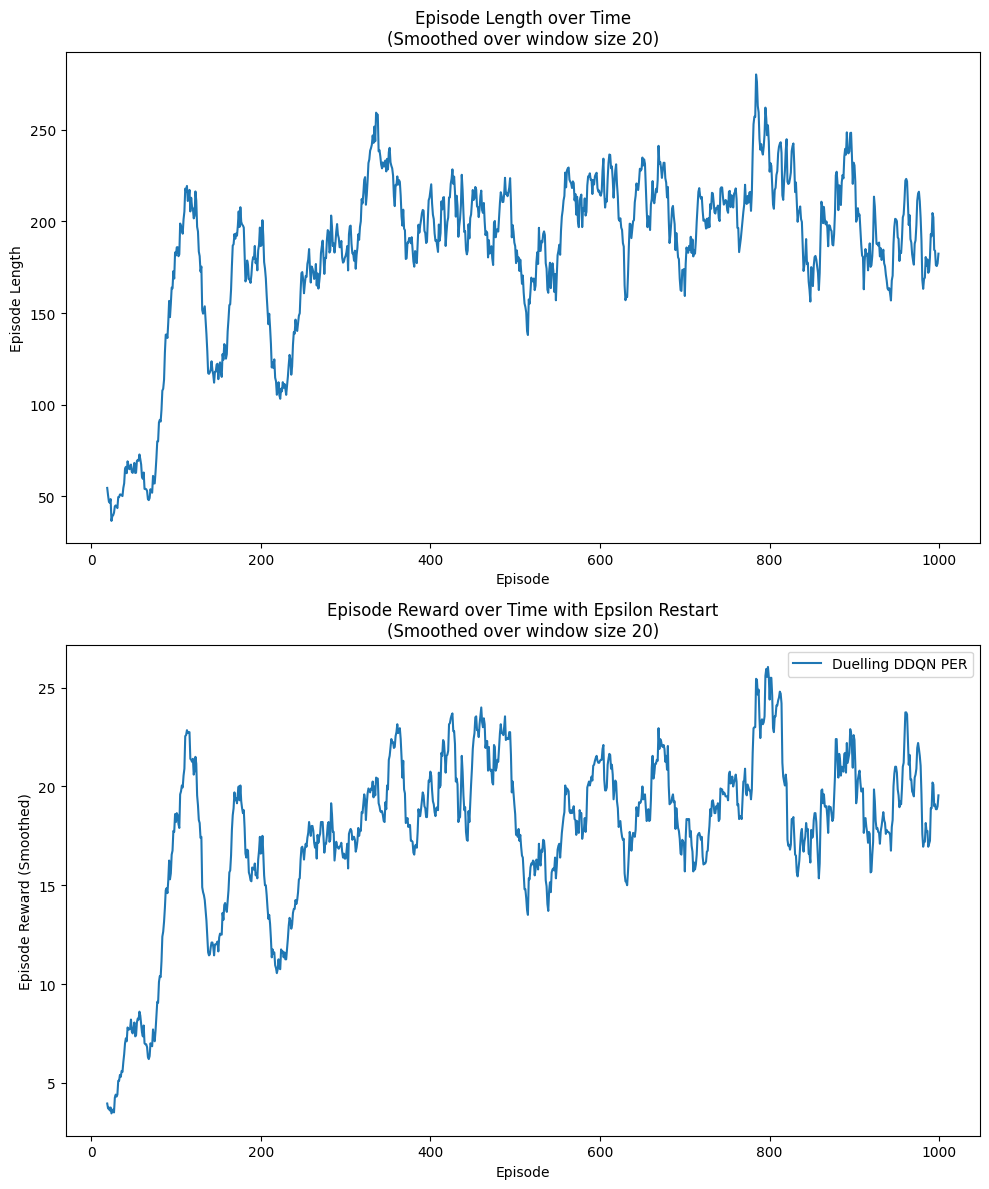 Episode Length over Time
(Smoothed over window size 20)
Episode Length
250
200
150
100
50
0 200 400 600 800 1000
Episode
Episode Reward over Time with Epsilon Restart
(Smoothed over window size 20)
Duelling DDQN PER
Episode Reward (Smoothed)
25
20
15
10
5
0 200 400 600 800 1000
Episode